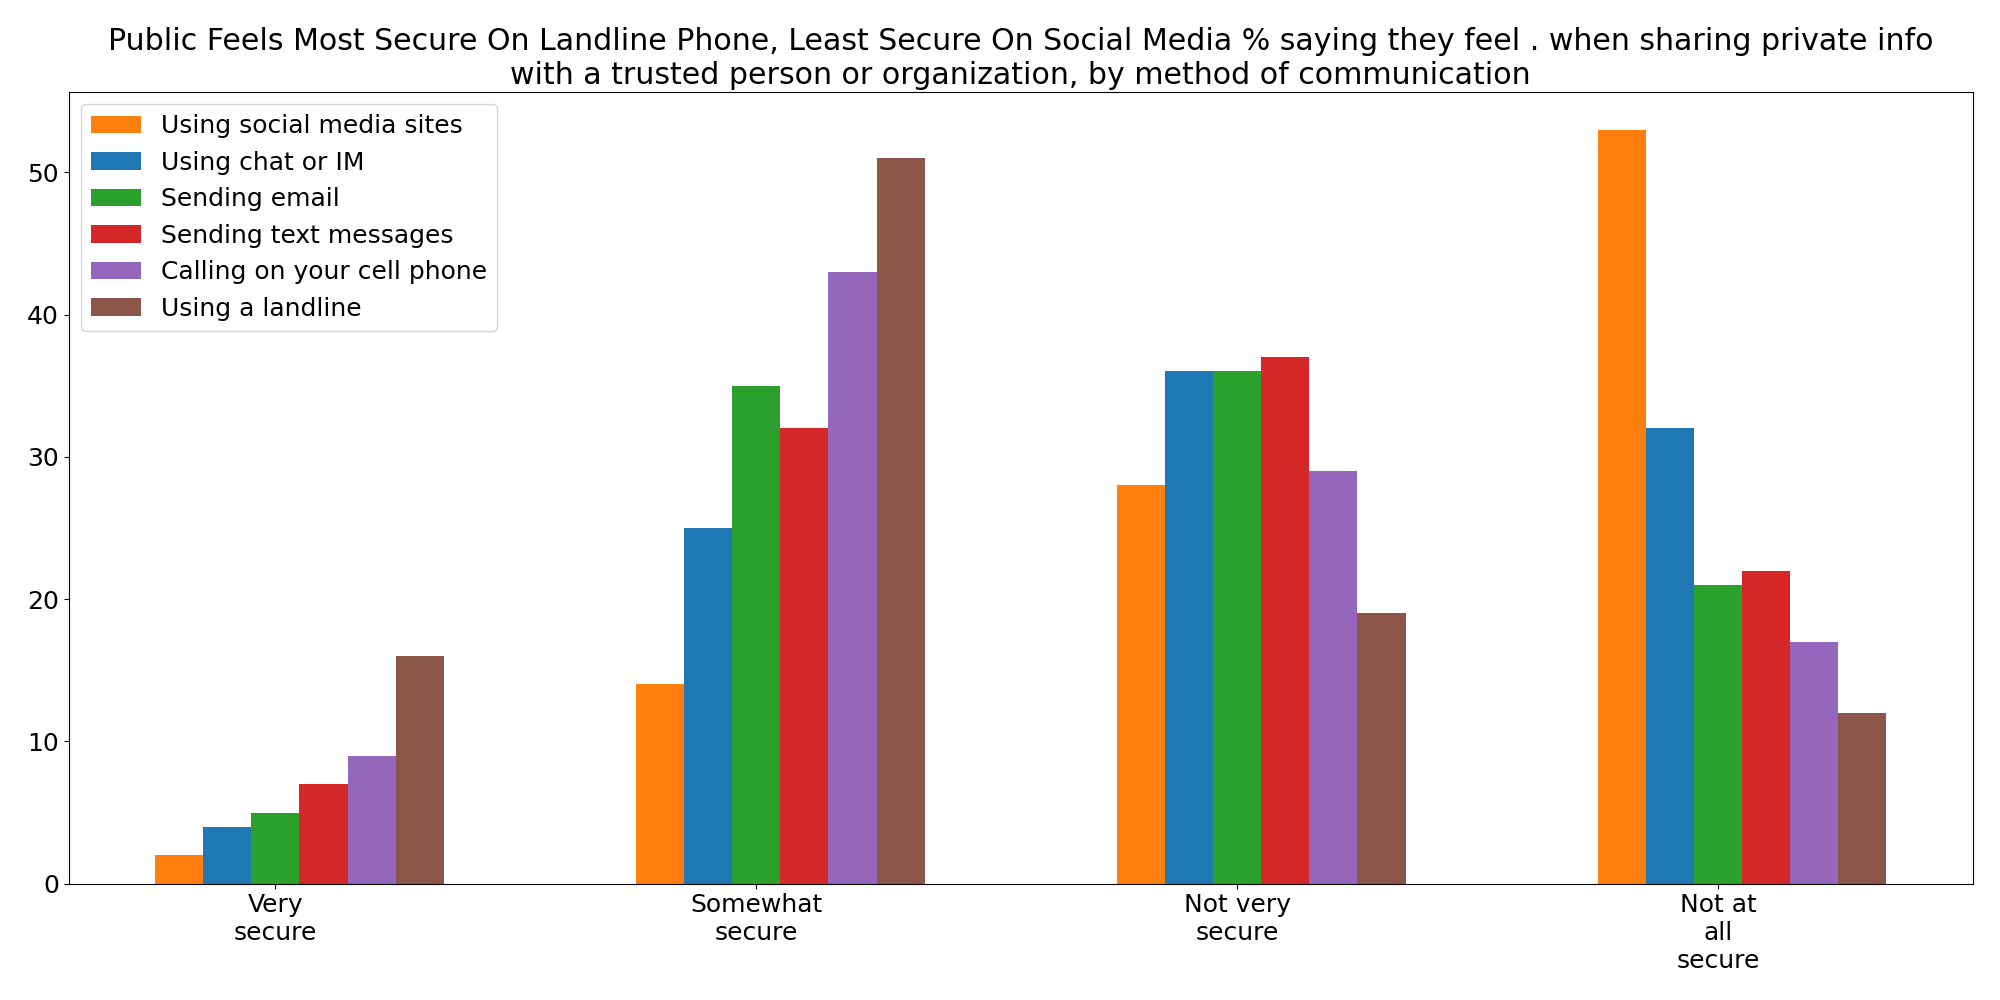 Public Feels Most Secure On Landline Phone, Least Secure On Social Media % saying they feel . when sharing private info
with a trusted person or organization, by method of communication
Using social media sites
Using chat or IM
Sending email
Sending text messages
Calling on your cell phone
Using a landline
50
40
30
20
10
0
Very
secure
Somewhat
secure
Not very
secure
Not at
all
secure